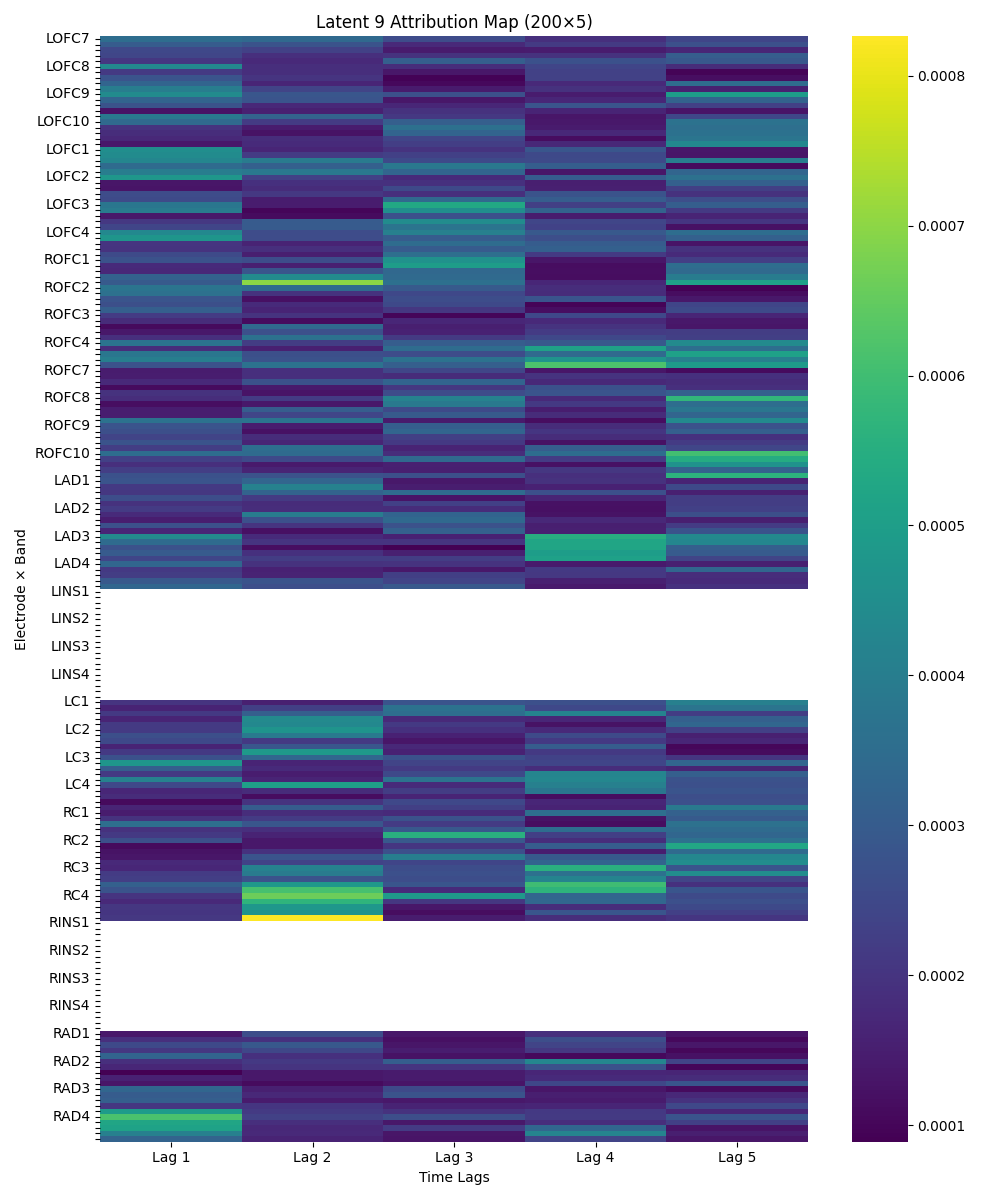 Latent 9 Attribution Map (200×5)
LOFC7
LOFC8
LOFC9
LOFC10
LOFC1
LOFC2
LOFC3
LOFC4
ROFC1
ROFC2
ROFC3
ROFC4
ROFC7
ROFC8
ROFC9
ROFC10
LAD1
LAD2
LAD3
LAD4
LINS1
LINS2
LINS3
LINS4
LC1
LC2
LC3
LC4
RC1
RC2
RC3
RC4
RINS1
RINS2
RINS3
RINS4
RAD1
RAD2
RAD3
RAD4
Electrode × Band
Lag 1 Lag 2 Lag 3 Lag 4 Lag 5
Time Lags
0.0008
0.0007
0.0006
0.0005
0.0004
0.0003
0.0002
0.0001